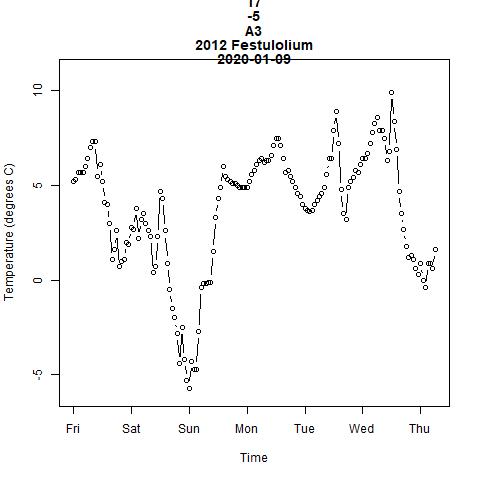 17
-5
A3
2012 Festulolium
2020-01-09
Temperature (degrees C)
10
5
0
-5
Fri Sat Sun Mon Tue Wed Thu
Time